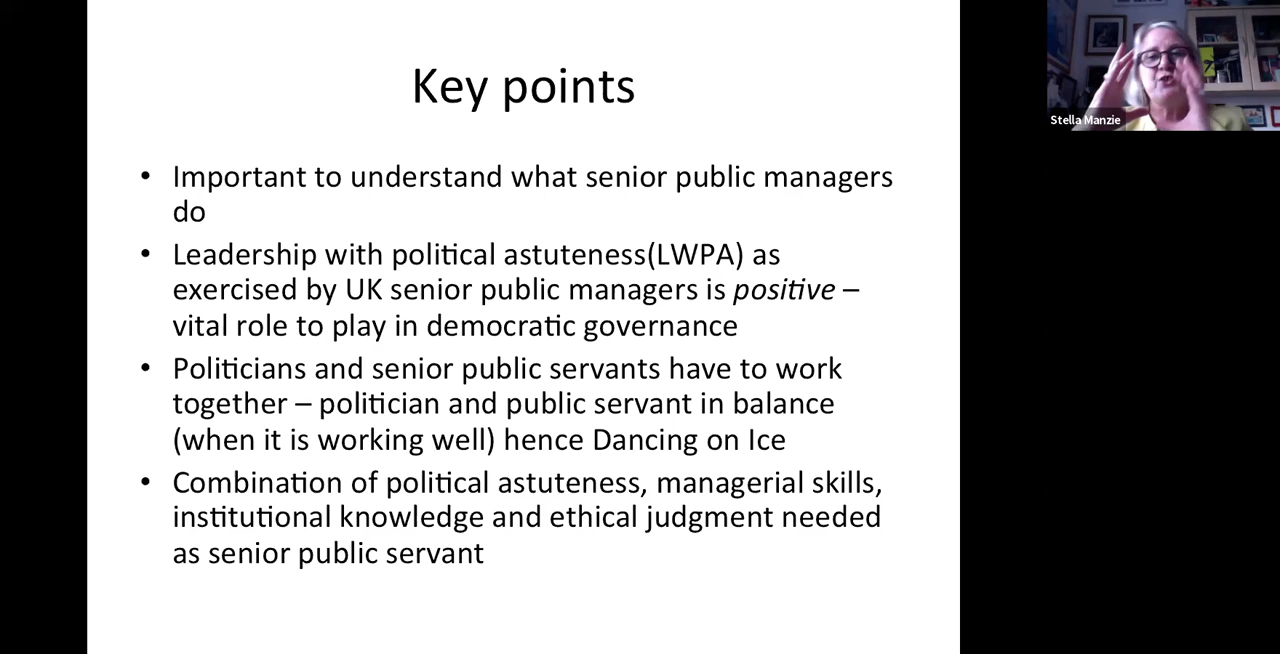 Key points
• Important to understand what senior public managers
do
• Leadership with political astuteness(LWPA) as
exercised by UK senior public managers is positive –
vital role to play in democratic governance
• Politicians and senior public servants have to work
together – politician and public servant in balance
(when it is working well) hence Dancing on Ice
• Combination of political astuteness, managerial skills,
institutional knowledge and ethical judgment needed
as senior public servant
Stella Manzie